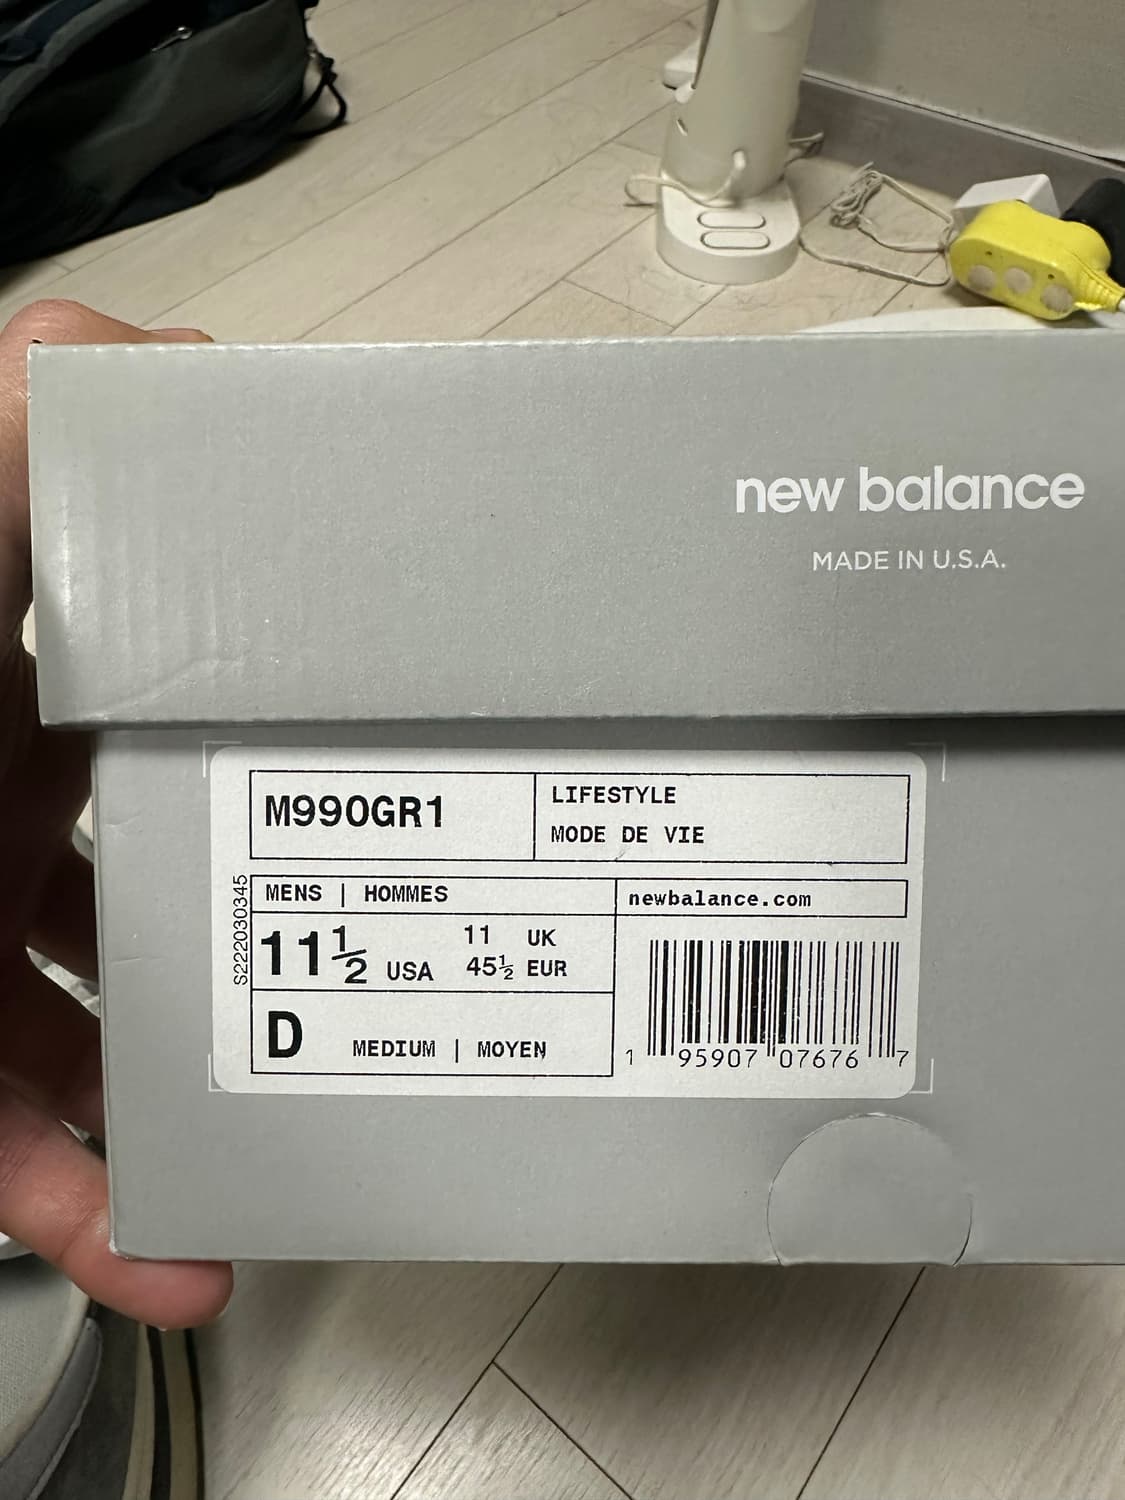 new balance
MADE IN U.S.A.
M990GR1
LIFESTYLE
MODE DE VIE
S222030345
MENS | HOMMES
newbalance.com
11½ USA
11 UK
45½ EUR
D MEDIUM | MOYEN
1 95907 07676 7